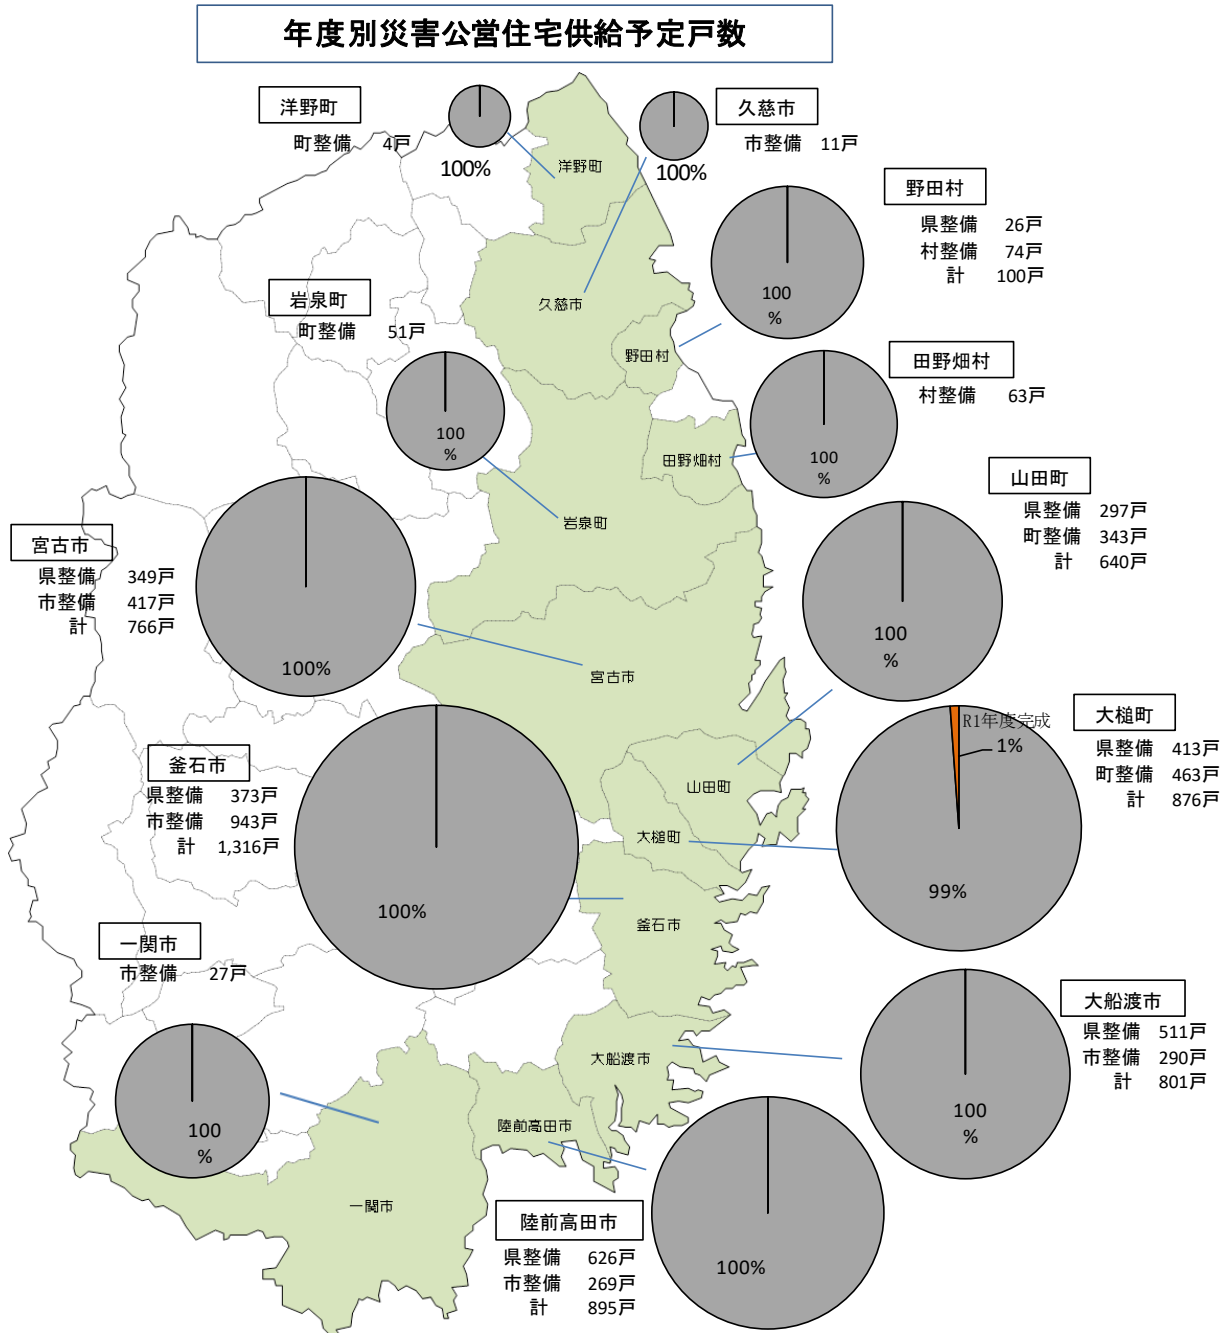 年度別災害公営住宅供給予定戸数
洋野町
町整備 4戸
100%
久慈市
市整備 11戸
100%
野田村
県整備 26戸
村整備 74戸
計 100戸
100
%
岩泉町
町整備 51戸
100
%
田野畑村
村整備 63戸
100
%
山田町
県整備 297戸
町整備 343戸
計 640戸
100
%
宮古市
県整備 349戸
市整備 417戸
計 766戸
100%
大槌町
県整備 413戸
町整備 463戸
計 876戸
R1年度完成
1%
99%
釜石市
県整備 373戸
市整備 943戸
計 1,316戸
100%
一関市
市整備 27戸
100
%
大船渡市
県整備 511戸
市整備 290戸
計 801戸
100
%
陸前高田市
県整備 626戸
市整備 269戸
計 895戸
100%
洋野町
久慈市
野田村
田野畑村
岩泉町
宮古市
山田町
大槌町
釜石市
大船渡市
陸前高田市
一関市